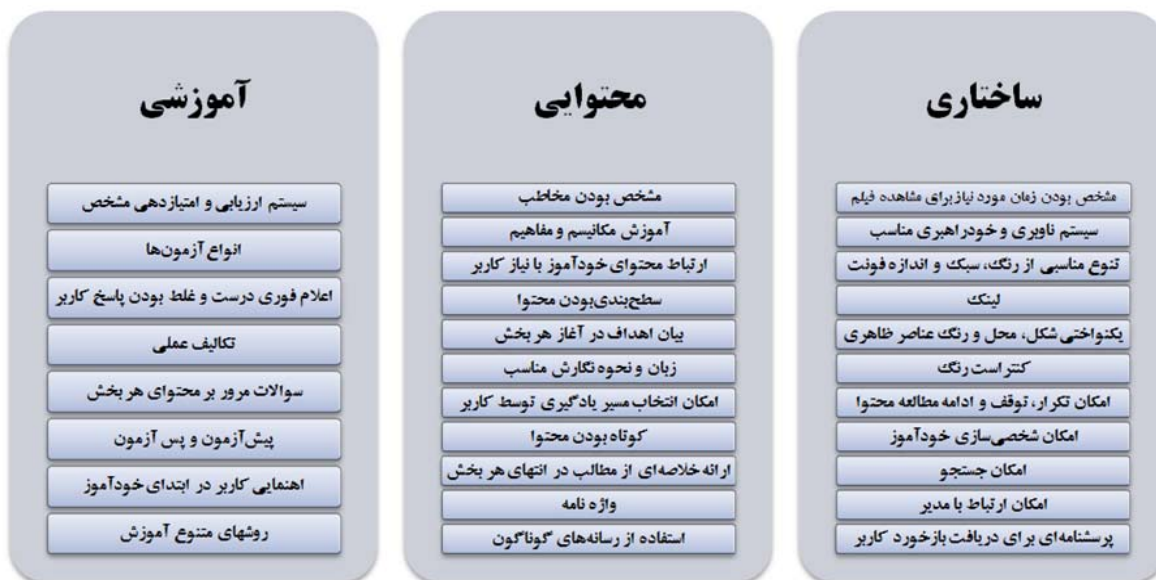 ساختاری
مشخص بودن زمان مورد نیاز برای مشاهده فیلم
سیستم ناوبری و خودراهبری مناسب
تنوع مناسبی از رنگ، سبک و اندازه فونت
لینک
یکنواختی شکل، محل و رنگ عناصر ظاهری
کنتراست رنگ
امکان تکرار، توقف و ادامه مطالعه محتوا
امکان شخصی‌سازی خودآموز
امکان جستجو
امکان ارتباط با مدیر
پرسشنامه‌ای برای دریافت بازخورد کاربر
محتوایی
مشخص بودن مخاطب
آموزش مکانیسم و مفاهیم
ارتباط محتوای خودآموز با نیاز کاربر
سطح‌بندی‌بودن محتوا
بیان اهداف در آغاز هر بخش
زبان و نحوه نگارش مناسب
امکان انتخاب مسیر یادگیری توسط کاربر
کوتاه بودن محتوا
ارائه خلاصه‌ای از مطالب در انتهای هر بخش
واژه نامه
استفاده از رسانه‌های گوناگون
آموزشی
سیستم ارزیابی و امتیازدهی مشخص
انواع آزمون‌ها
اعلام فوری درست و غلط بودن پاسخ کاربر
تکالیف عملی
سوالات مرور بر محتوای هر بخش
پیش‌آزمون و پس آزمون
اهنمایی کاربر در ابتدای خودآموز
روشهای متنوع آموزش